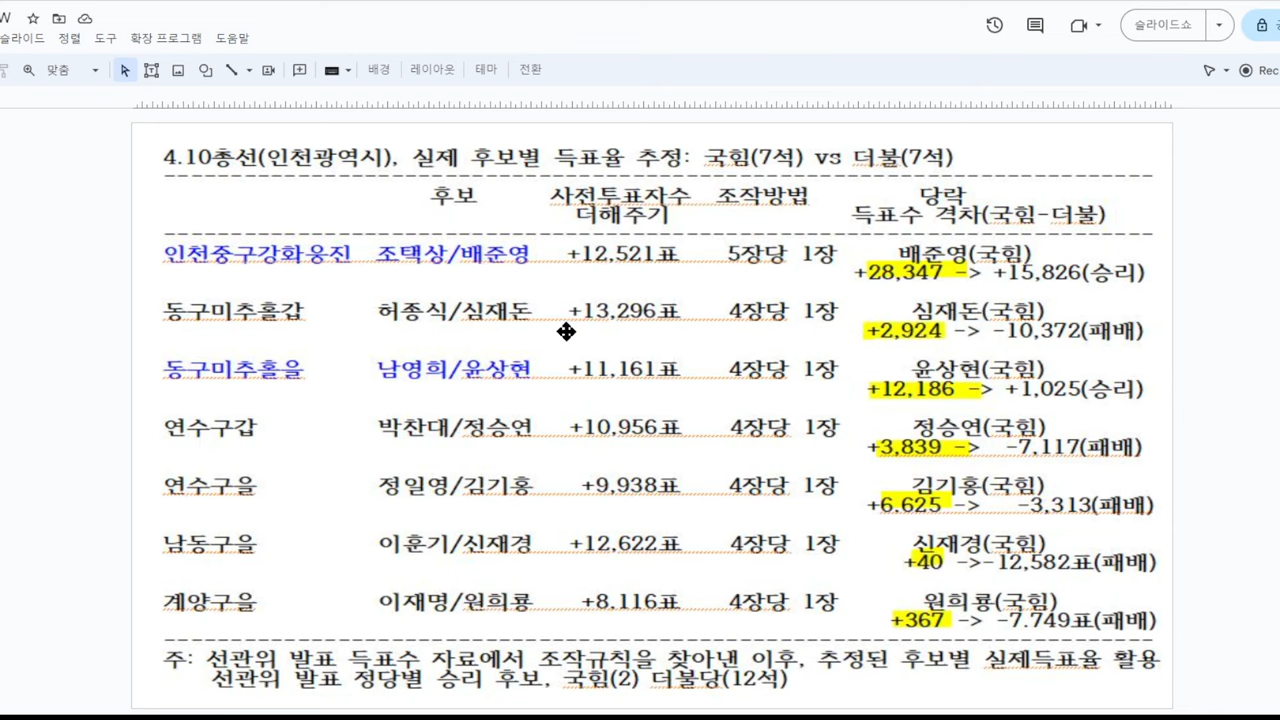 W
슬라이드 정렬 도구 확장 프로그램 도움말
슬라이드쇼
맞춤
배경 레이아웃 테마 전환
Rec
4.10총선(인천광역시), 실제 후보별 득표율 추정: 국힘(7석) vs 더불(7석)
후보 사전투표자수 조작방법 당락
더해주기 득표수 격차(국힘-더불)
인천중구강화옹진 조택상/배준영 +12,521표 5장당 1장 배준영(국힘)
+28,347 -> +15,826(승리)
동구미추홀갑 허종식/심재돈 +13,296표 4장당 1장 심재돈(국힘)
+2,924 -> -10,372(패배)
동구미추홀을 남영희/윤상현 +11,161표 4장당 1장 윤상현(국힘)
+12,186 -> +1,025(승리)
연수구갑 박찬대/정승연 +10,956표 4장당 1장 정승연(국힘)
+3,839 -> -7,117(패배)
연수구을 정일영/김기흥 +9,938표 4장당 1장 김기흥(국힘)
+6.625 -> -3,313(패배)
남동구을 이훈기/신재경 +12,622표 4장당 1장 신재경(국힘)
+40 ->-12,582표(패배)
계양구을 이재명/원희룡 +8,116표 4장당 1장 원희룡(국힘)
+367 -> -7.749표(패배)
주: 선관위 발표 득표수 자료에서 조작규칙을 찾아낸 이후, 추정된 후보별 실제득표율 활용
선관위 발표 정당별 승리 후보, 국힘(2) 더불당(12석)